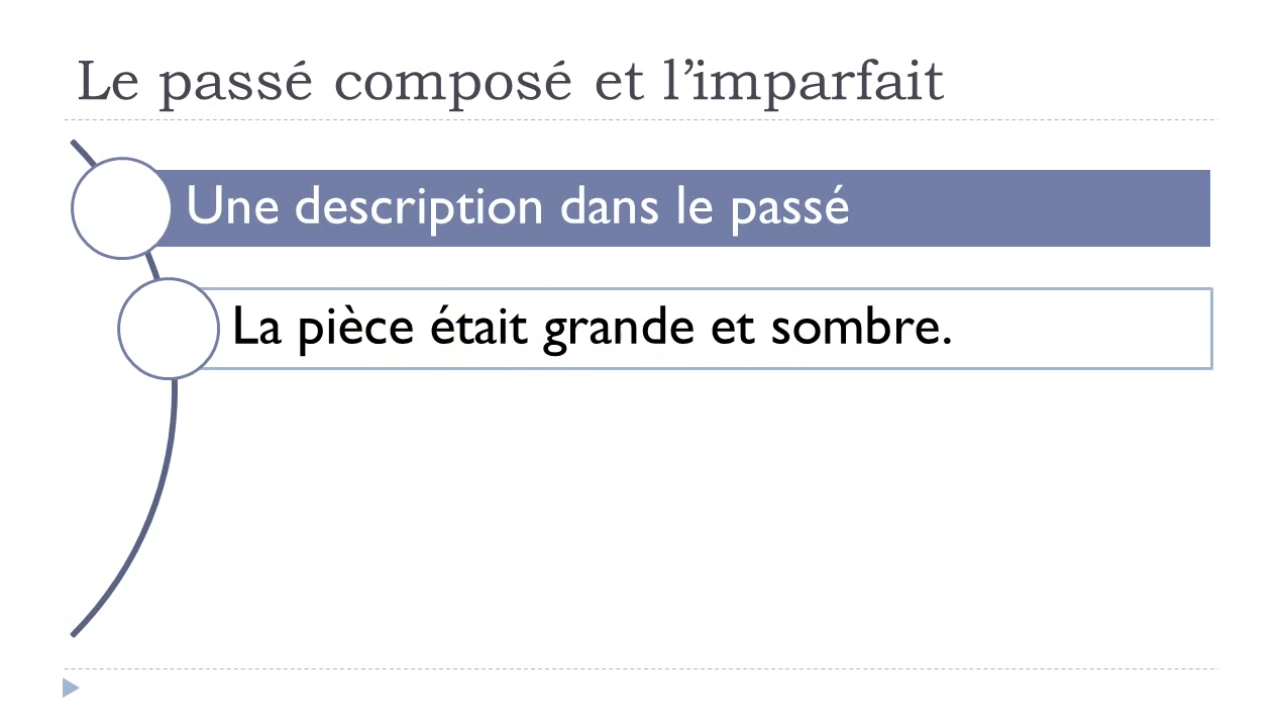 Le passé composé et l’imparfait
Une description dans le passé
La pièce était grande et sombre.